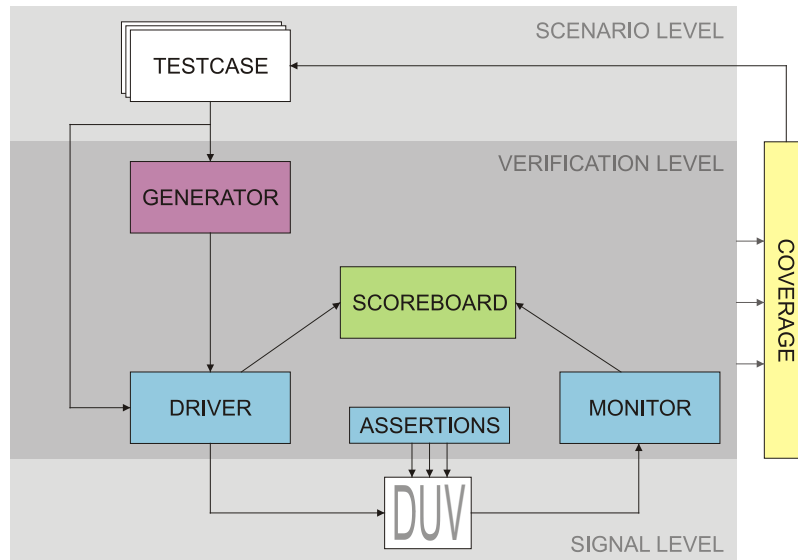 SCENARIO LEVEL
TESTCASE
VERIFICATION LEVEL
GENERATOR
COVERAGE
SCOREBOARD
DRIVER
MONITOR
ASSERTIONS
DUV
SIGNAL LEVEL